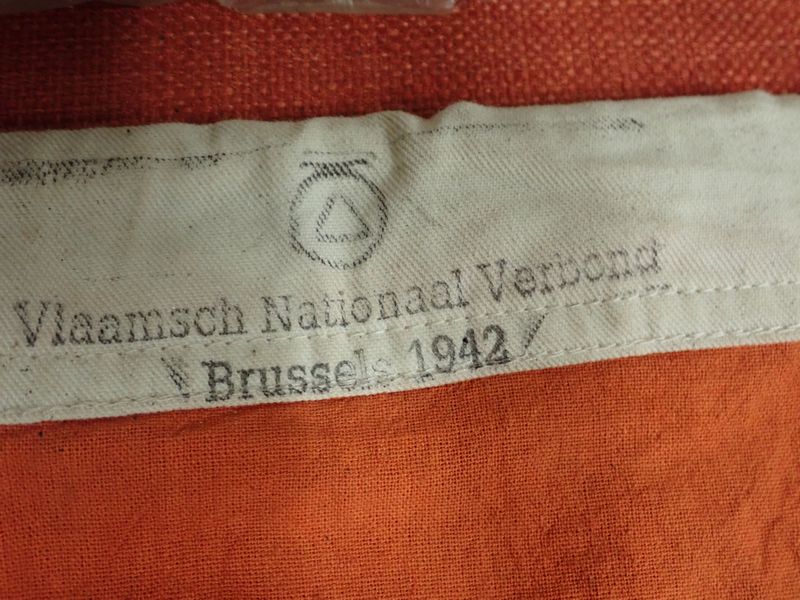 Vlaamsch Nationaal Verbond
Brussels 1942